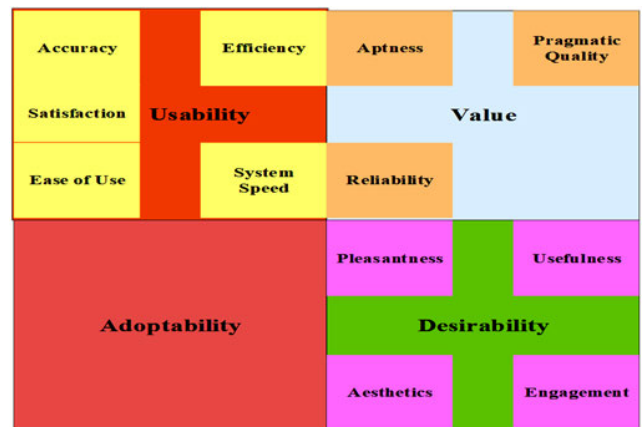 Accuracy
Efficiency
Aptness
Pragmatic
Quality
Satisfaction
Usability
Value
Ease of Use
System
Speed
Reliability
Pleasantness
Usefulness
Adoptability
Desirability
Aesthetics
Engagement